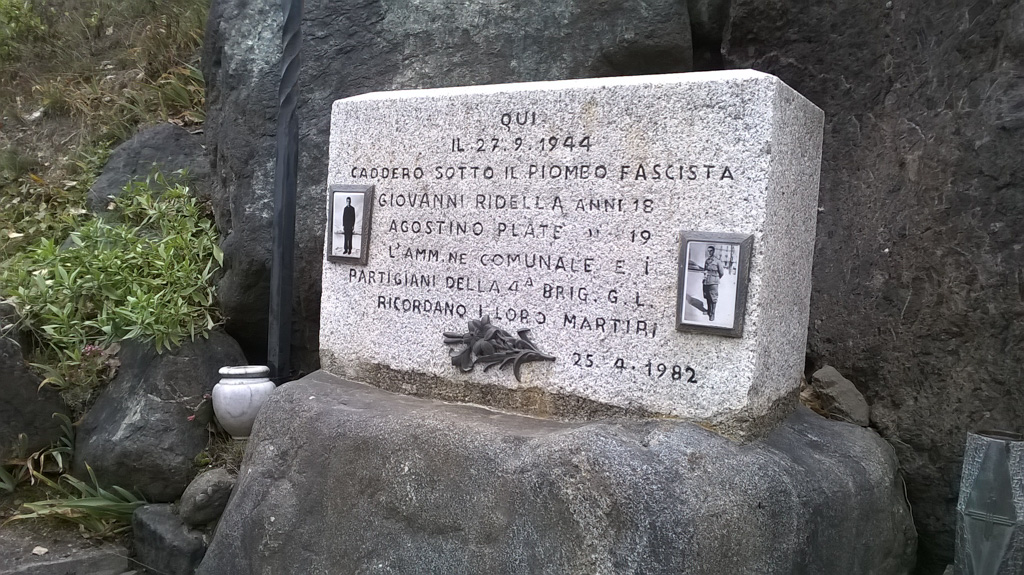 QUI
IL 27.9.1944
CADDERO SOTTO IL PIOMBO FASCISTA
GIOVANNI RIDELLA ANNI 18
AGOSTINO PLATE " 19
L'AMM.NE COMUNALE E i
PARTIGIANI DELLA 4ª BRIG. G.L.
RICORDANO I LORO MARTIRI
25.4.1982